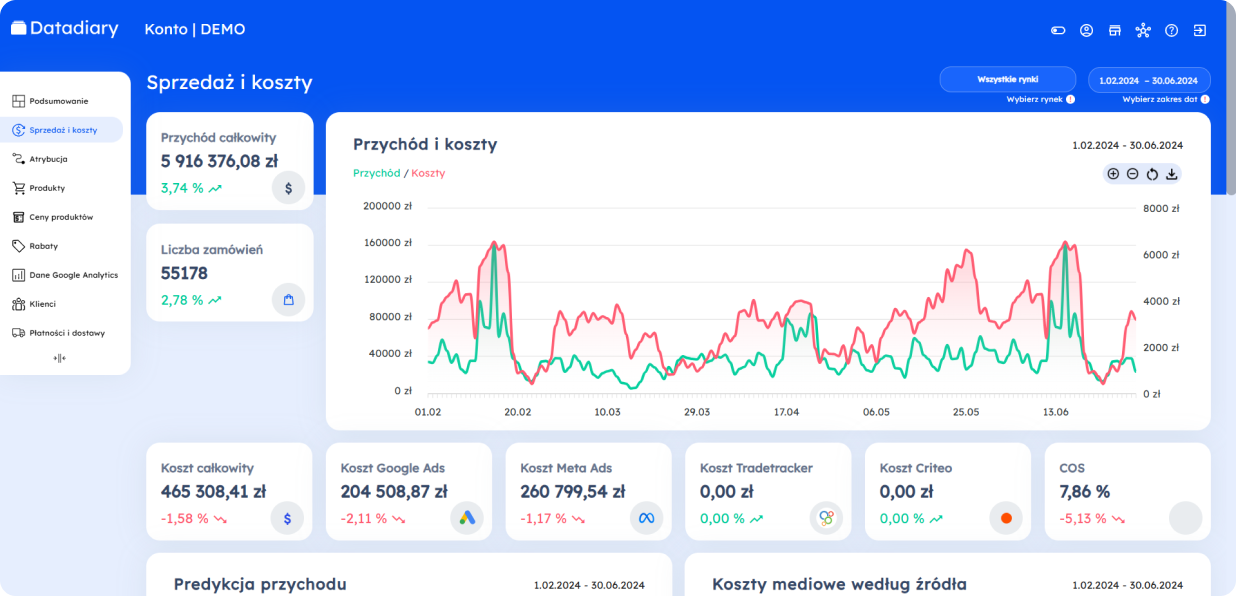 Datadiary
Konto | DEMO
Sprzedaż i koszty
Wszystkie rynki
1.02.2024 – 30.06.2024
Wybierz rynek
Wybierz zakres dat
Podsumowanie
Sprzedaż i koszty
Atrybucja
Produkty
Ceny produktów
Rabaty
Dane Google Analytics
Klienci
Płatności i dostawy
Przychód całkowity
5 916 376,08 zł
3,74 %
$
Liczba zamówień
55178
2,78 %
Przychód i koszty
1.02.2024 - 30.06.2024
Przychód / Koszty
200000 zł
160000 zł
120000 zł
80000 zł
40000 zł
0 zł
8000 zł
6000 zł
4000 zł
2000 zł
0 zł
01.02
20.02
10.03
29.03
17.04
06.05
25.05
13.06
Koszt całkowity
465 308,41 zł
-1,58 %
$
Koszt Google Ads
204 508,87 zł
-2,11 %
Koszt Meta Ads
260 799,54 zł
-1,17 %
Koszt Tradetracker
0,00 zł
0,00 %
Koszt Criteo
0,00 zł
0,00 %
COS
7,86 %
-5,13 %
Predykcja przychodu
1.02.2024 - 30.06.2024
Koszty mediowe według źródła
1.02.2024 - 30.06.2024